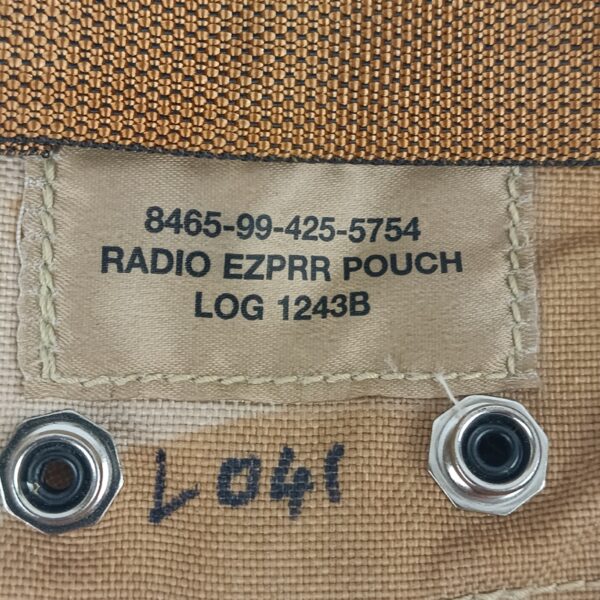 8465-99-425-5754
RADIO EZPRR POUCH
LOG 1243B
L041